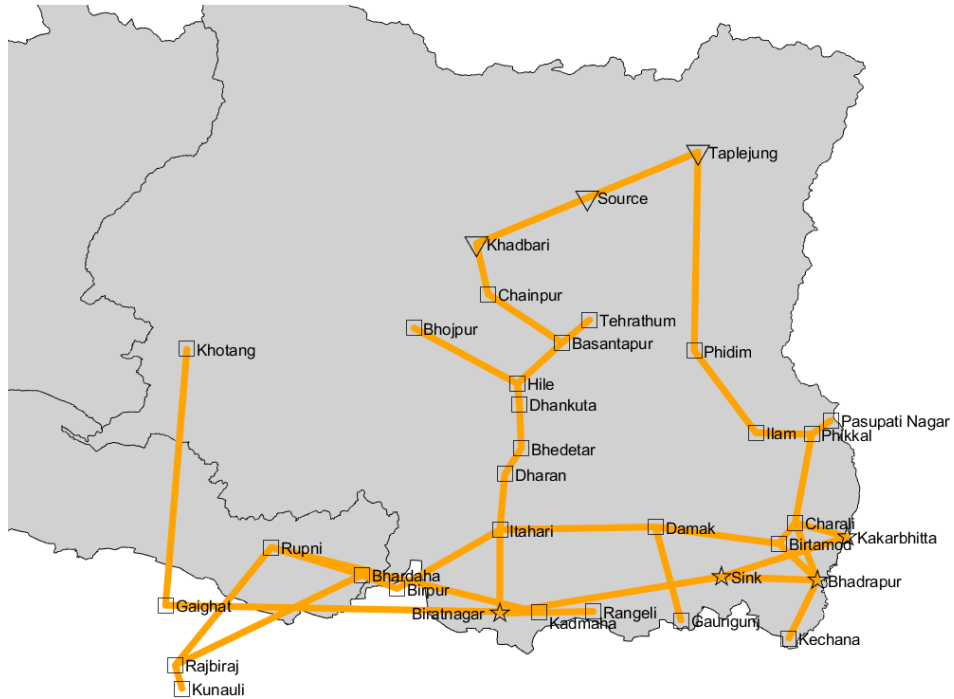 Taplejung
Source
Khadbari
Chainpur
Tehrathum
Bhojpur
Basantapur
Khotang
Phidim
Hile
Dhankuta
Pasupati Nagar
Ilam
Phikkal
Bhedetar
Dharan
Itahari
Damak
Charali
Kakarbhitta
Birtamod
Rupni
Bhardaha
Birpur
Sink
Bhadrapur
Gaighat
Biratnagar
Kadmaha
Rangeli
Gaurigunj
Kechana
Rajbiraj
Kunauli